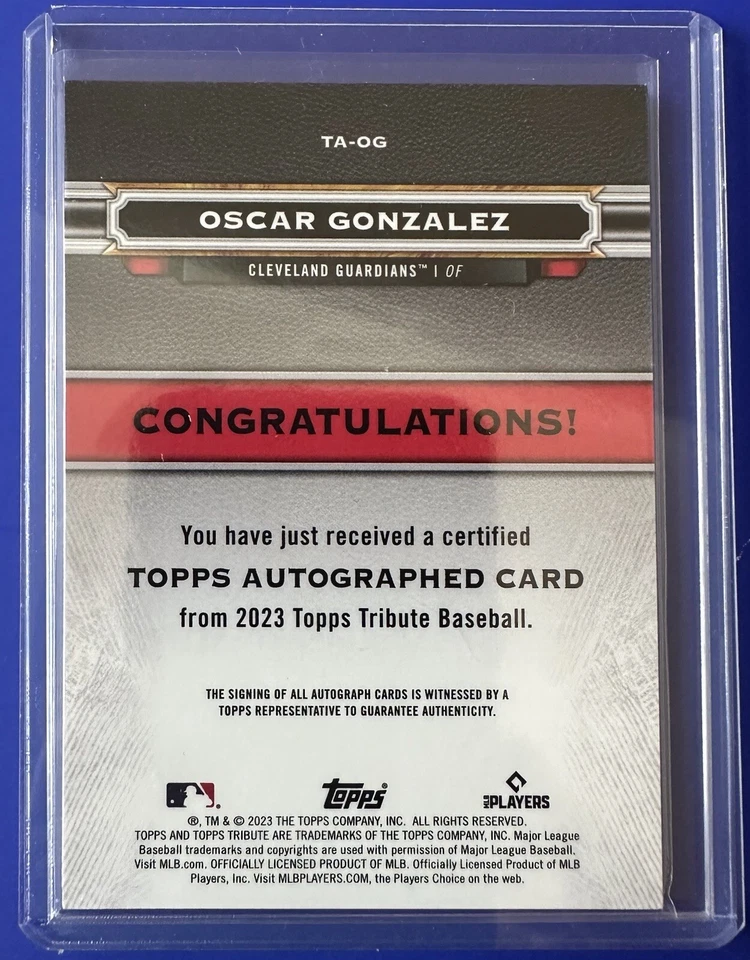 TA-OG
OSCAR GONZALEZ
CLEVELAND GUARDIANS™ | OF
CONGRATULATIONS!
You have just received a certified
TOPPS AUTOGRAPHED CARD
from 2023 Topps Tribute Baseball.
THE SIGNING OF ALL AUTOGRAPH CARDS IS WITNESSED BY A
TOPPS REPRESENTATIVE TO GUARANTEE AUTHENTICITY.
topps®
MLB PLAYERS
®, TM & © 2023 THE TOPPS COMPANY, INC. ALL RIGHTS RESERVED.
TOPPS AND TOPPS TRIBUTE ARE TRADEMARKS OF THE TOPPS COMPANY, INC. Major League
Baseball trademarks and copyrights are used with permission of Major League Baseball.
Visit MLB.com. OFFICIALLY LICENSED PRODUCT OF MLB. Officially Licensed Product of MLB
Players, Inc. Visit MLBPLAYERS.COM, the Players Choice on the web.